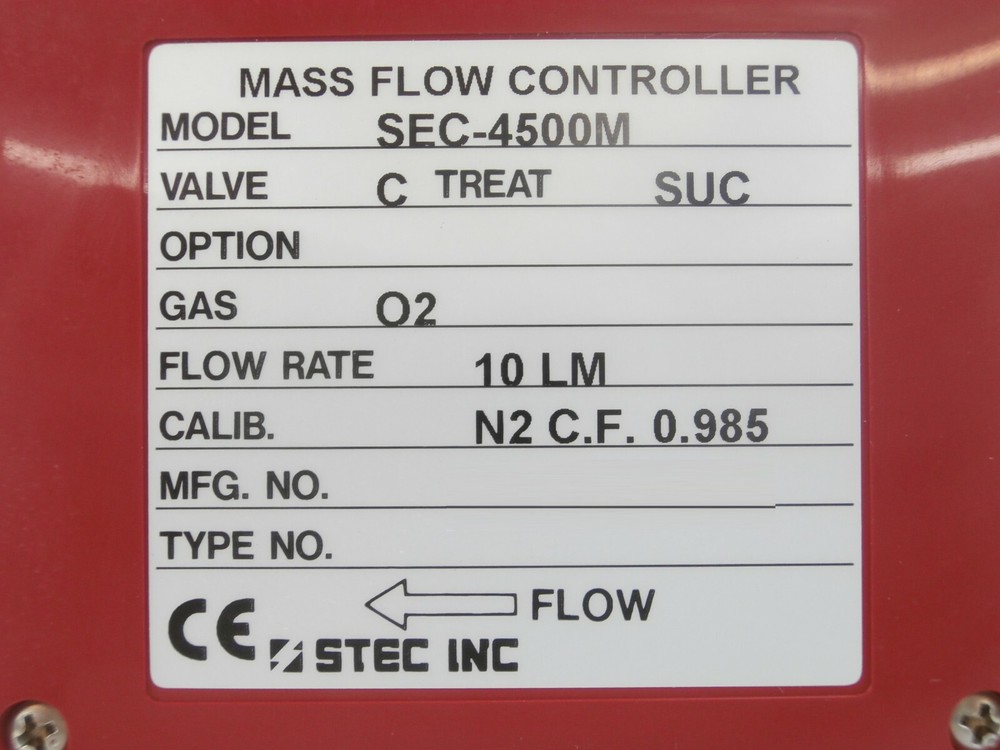 MASS FLOW CONTROLLER
MODEL SEC-4500M
VALVE C TREAT SUC
OPTION
GAS O2
FLOW RATE 10 LM
CALIB. N2 C.F. 0.985
MFG. NO.
TYPE NO.
CE FLOW
STEC INC